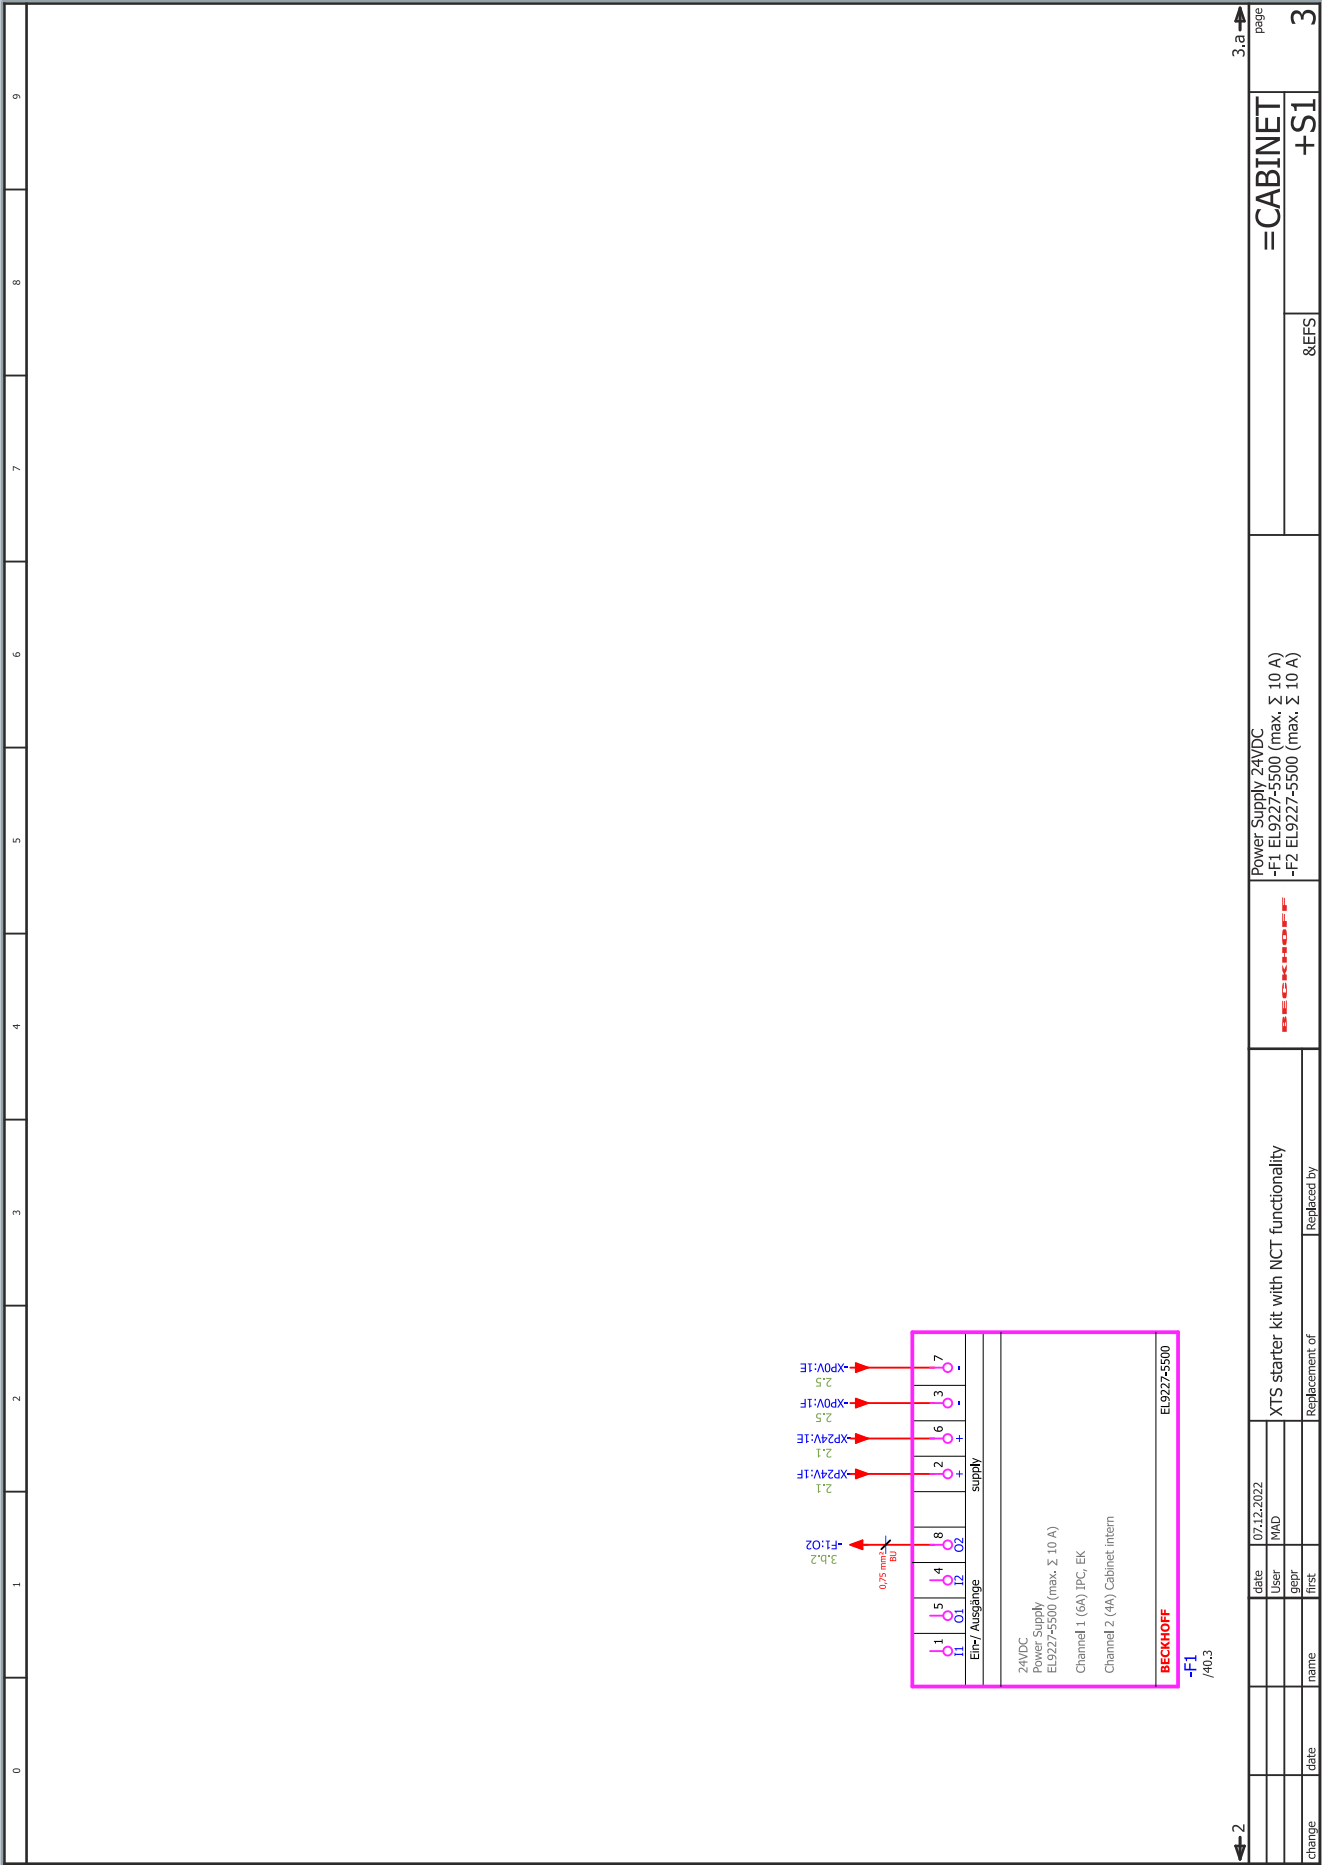 0
1
2
3
4
5
6
7
8
9
-F1:O2
3.b.2
-XP24V:1F
2.1
-XP24V:1E
2.1
-XP0V:1F
2.5
-XP0V:1E
2.5
0,75 mm²
BU
1
5
4
8
2
6
3
7
I1
O1
I2
O2
+
+
-
-
Ein-/ Ausgänge
supply
24VDC
Power Supply
EL9227-5500 (max. Σ 10 A)
Channel 1 (6A) IPC, EK
Channel 2 (4A) Cabinet intern
BECKHOFF
EL9227-5500
-F1
/40.3
2
3.a
change
date
name
date
07.12.2022
User
MAD
gepr
first
XTS starter kit with NCT functionality
Replacement of
Replaced by
BECKHOFF
Power Supply 24VDC
-F1 EL9227-5500 (max. Σ 10 A)
-F2 EL9227-5500 (max. Σ 10 A)
=CABINET
+S1
&EFS
page
3